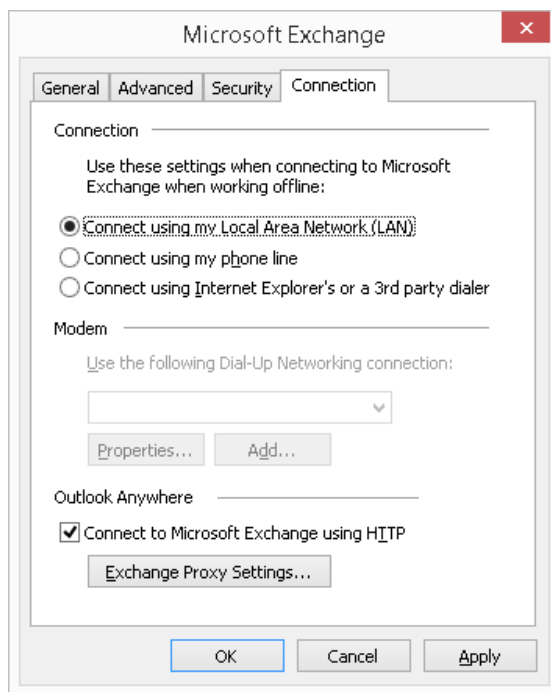 Microsoft Exchange
General Advanced Security Connection
Connection
Use these settings when connecting to Microsoft
Exchange when working offline:
Connect using my Local Area Network (LAN)
Connect using my phone line
Connect using Internet Explorer's or a 3rd party dialer
Modem
Use the following Dial-Up Networking connection:
Properties... Add...
Outlook Anywhere
Connect to Microsoft Exchange using HTTP
Exchange Proxy Settings...
OK Cancel Apply